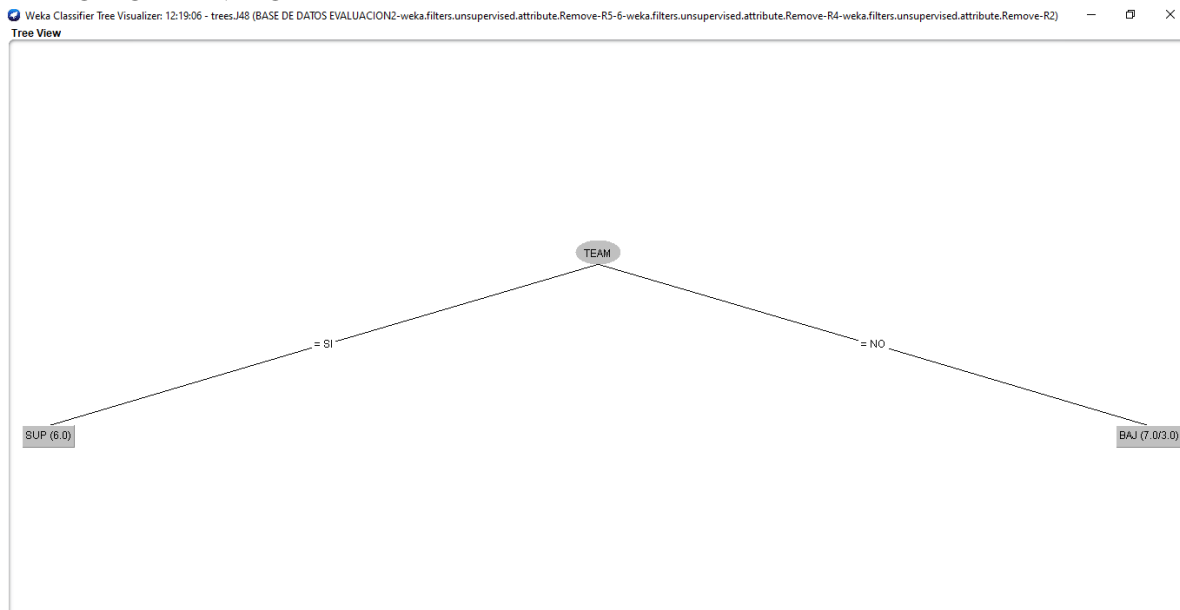 Weka Classifier Tree Visualizer: 12:19:06 - trees.J48 (BASE DE DATOS EVALUACION2-weka.filters.unsupervised.attribute.Remove-R5-6-weka.filters.unsupervised.attribute.Remove-R4-weka.filters.unsupervised.attribute.Remove-R2)
Tree View
TEAM
= SI
= NO
SUP (6.0)
BAJ (7.0/3.0)